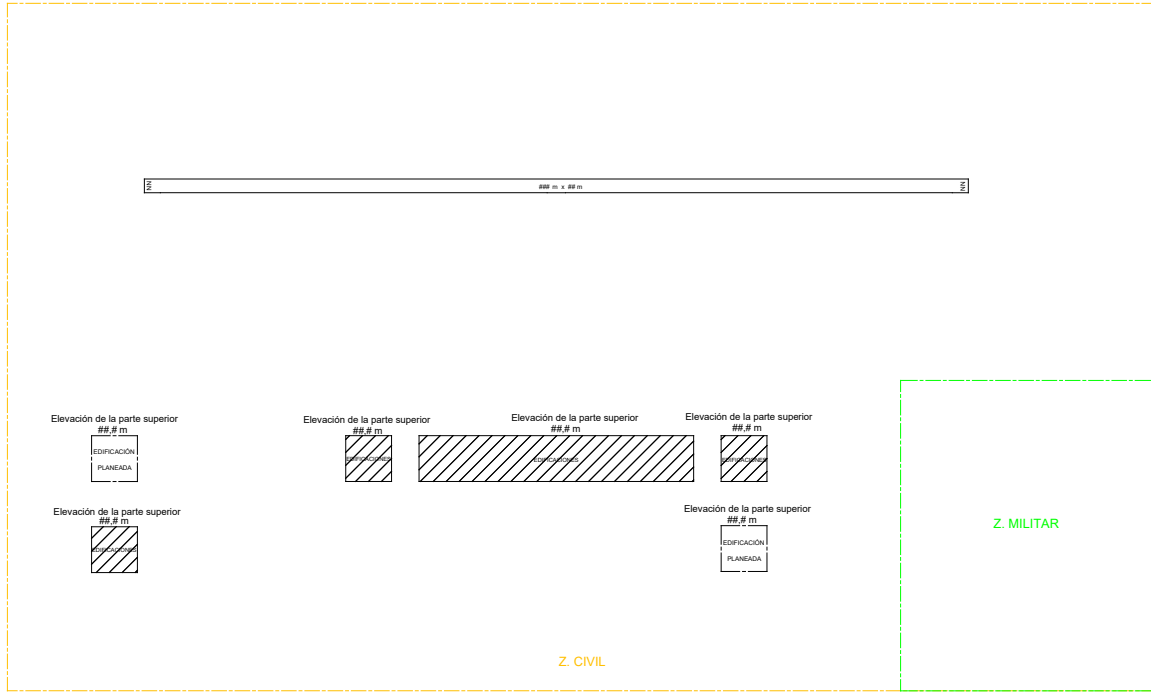 NN
### m x ## m
NN
Elevación de la parte superior
##,# m
EDIFICACIÓN
PLANEADA
Elevación de la parte superior
##,# m
EDIFICACIONES
Elevación de la parte superior
##,# m
EDIFICACIONES
Elevación de la parte superior
##,# m
EDIFICACIONES
Elevación de la parte superior
##,# m
EDIFICACIONES
Elevación de la parte superior
##,# m
EDIFICACIÓN
PLANEADA
Z. MILITAR
Z. CIVIL